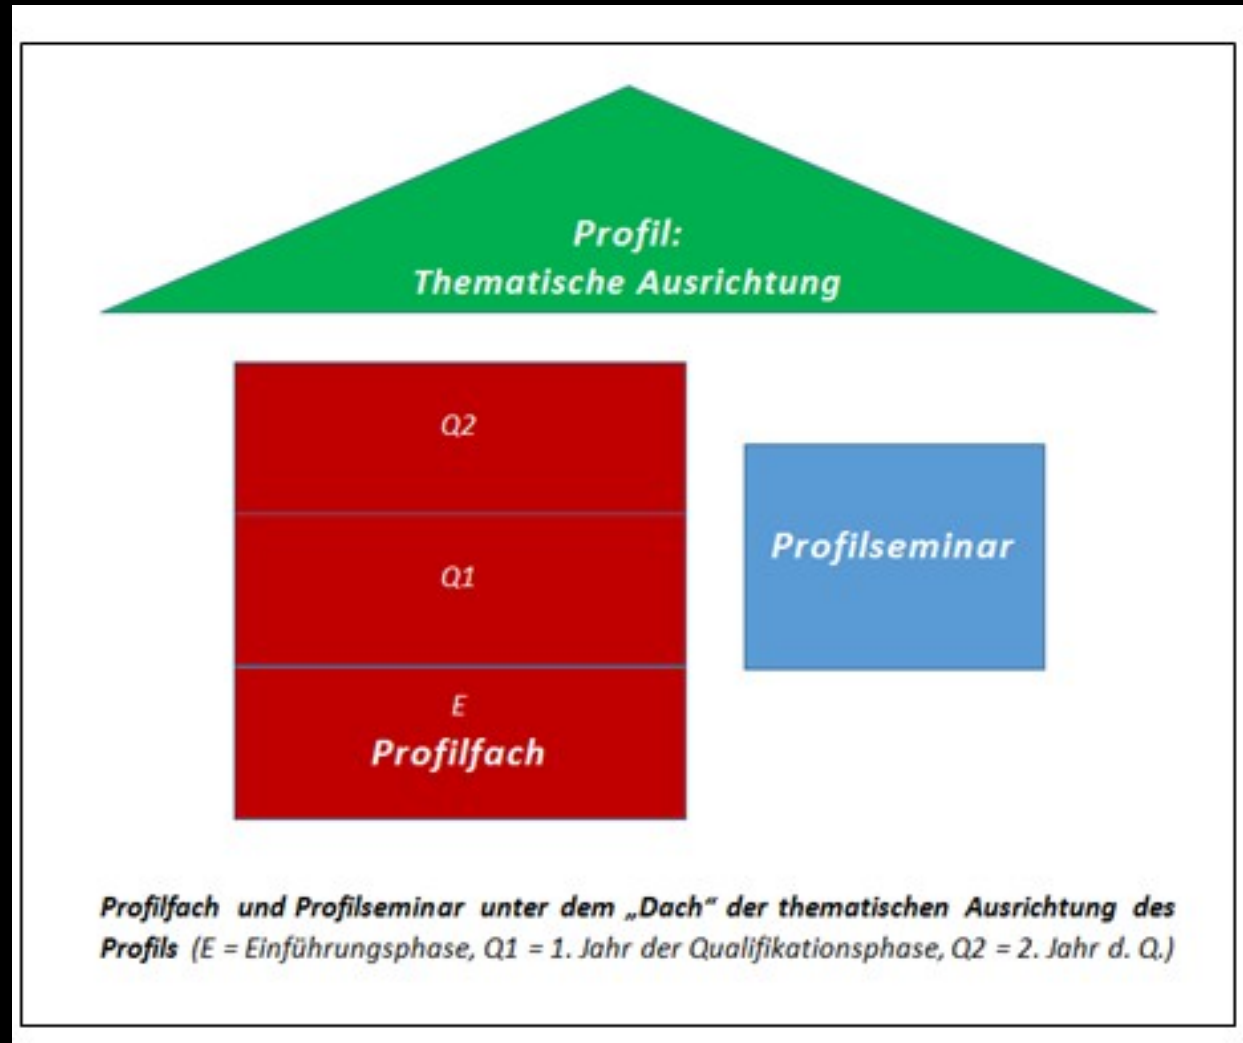 Profil:
Thematische Ausrichtung
Q2
Q1
E
Profilfach
Profilseminar
Profilfach und Profilseminar unter dem „Dach“ der thematischen Ausrichtung des
Profils (E = Einführungsphase, Q1 = 1. Jahr der Qualifikationsphase, Q2 = 2. Jahr d. Q.)